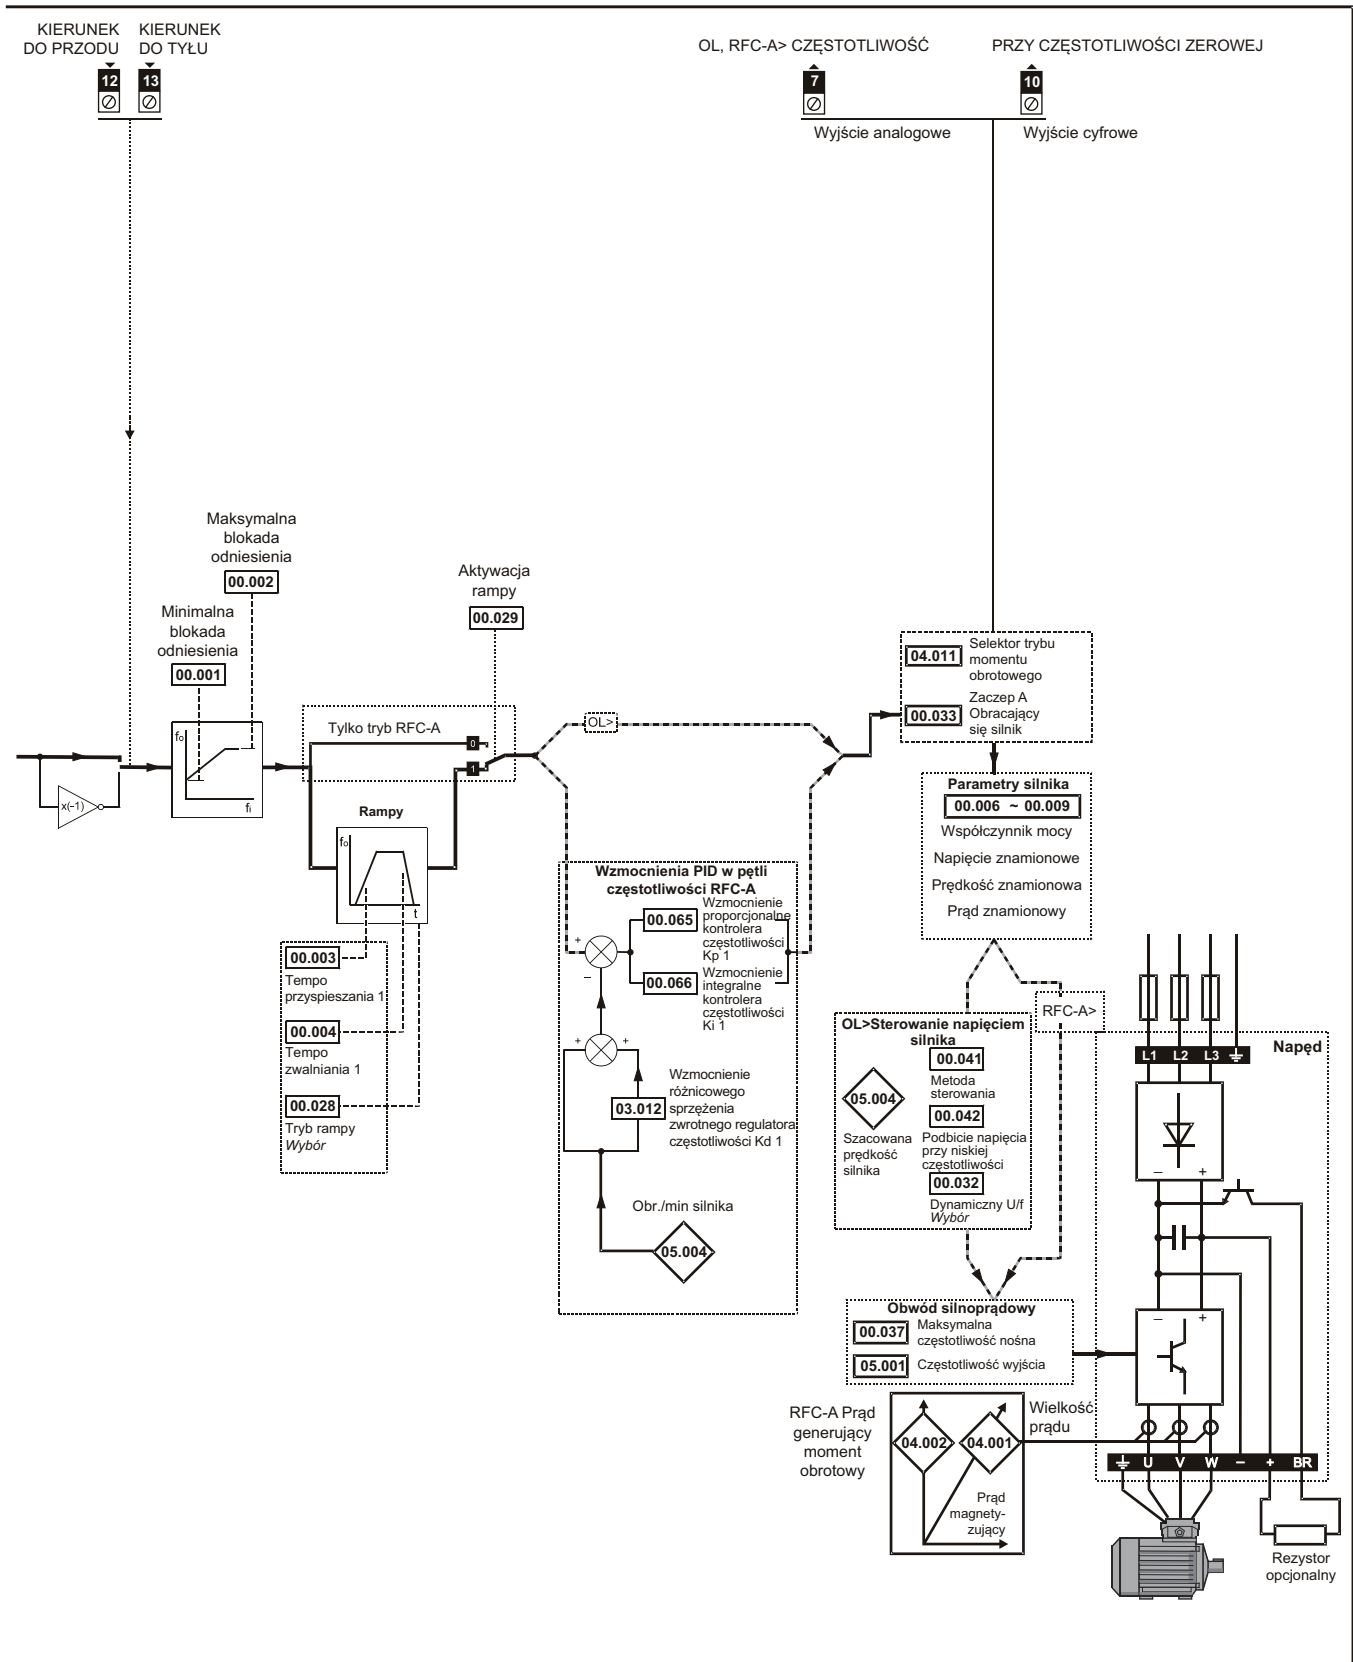 KIERUNEK
DO PRZODU
KIERUNEK
DO TYŁU
12
13
OL, RFC-A> CZĘSTOTLIWOŚĆ
7
Wyjście analogowe
PRZY CZĘSTOTLIWOŚCI ZEROWEJ
10
Wyjście cyfrowe
Maksymalna
blokada
odniesienia
00.002
Minimalna
blokada
odniesienia
00.001
Aktywacja
rampy
00.029
x(-1)
fo
fi
Tylko tryb RFC-A
0
1
Rampy
fo
t
00.003
Tempo
przyspieszania 1
00.004
Tempo
zwalniania 1
00.028
Tryb rampy
Wybór
OL>
Wzmocnienia PID w pętli
częstotliwości RFC-A
00.065
Wzmocnienie
proporcjonalne
kontrolera
częstotliwości
Kp 1
00.066
Wzmocnienie
integralne
kontrolera
częstotliwości
Ki 1
+
–
+
+
03.012
Wzmocnienie
różnicowego
sprzężenia
zwrotnego regulatora
częstotliwości Kd 1
Obr./min silnika
05.004
04.011
Selektor trybu
momentu
obrotowego
00.033
Zaczep A
Obracający
się silnik
Parametry silnika
00.006 ~ 00.009
Współczynnik mocy
Napięcie znamionowe
Prędkość znamionowa
Prąd znamionowy
RFC-A>
OL>Sterowanie napięciem
silnika
05.004
Szacowana
prędkość
silnika
00.041
Metoda
sterowania
00.042
Podbicie napięcia
przy niskiej
częstotliwości
00.032
Dynamiczny U/f
Wybór
Obwód silnoprądowy
00.037
Maksymalna
częstotliwość nośna
05.001
Częstotliwość wyjścia
RFC-A Prąd
generujący
moment
obrotowy
04.002
04.001
Prąd
magnety-
zujący
Wielkość
prądu
Napęd
L1 L2 L3
– +
– +
U V W – + BR
Rezystor
opcjonalny